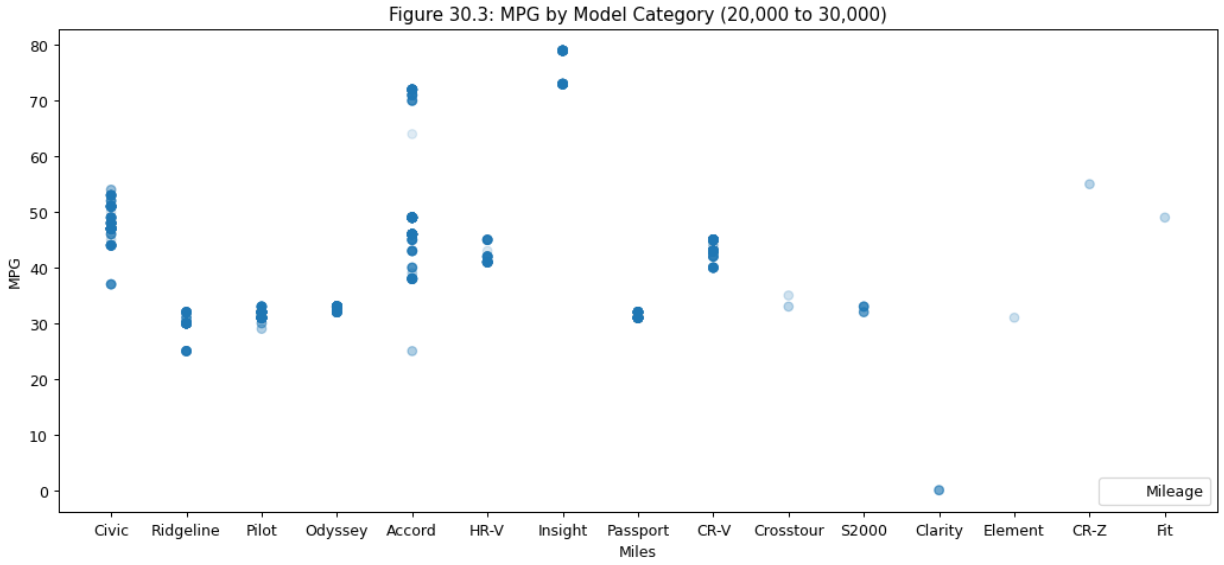 Figure 30.3: MPG by Model Category (20,000 to 30,000)
80
70
60
50
40
30
20
10
0
MPG
Mileage
Civic Ridgeline Pilot Odyssey Accord HR-V Insight Passport CR-V Crosstour S2000 Clarity Element CR-Z Fit
Miles